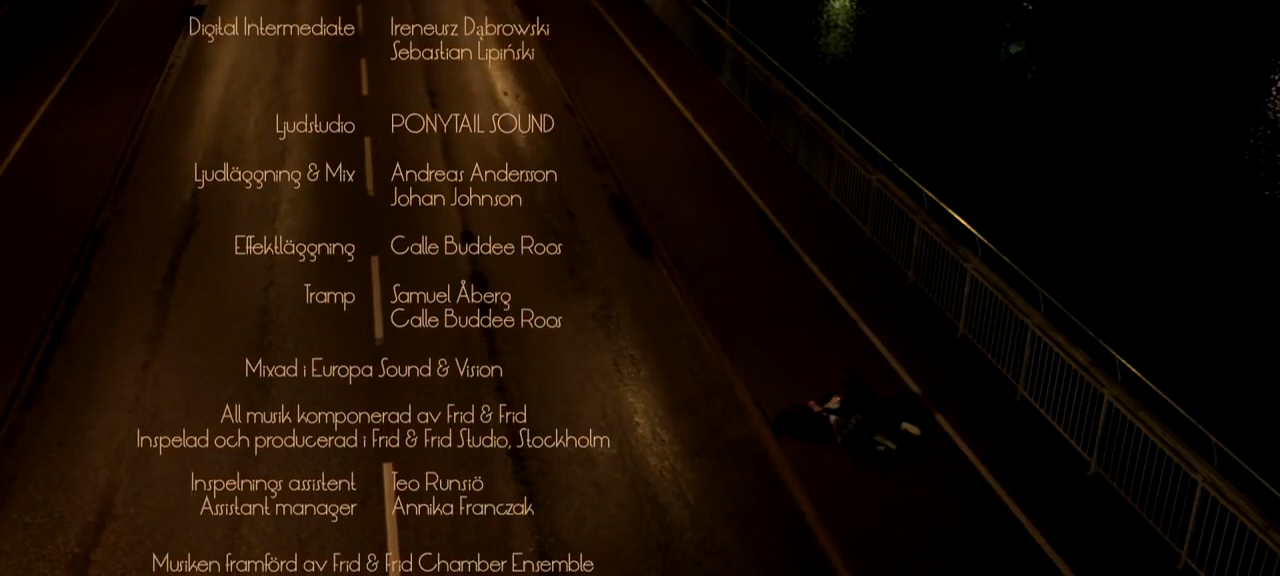 Digital Intermediate Ireneusz Dąbrowski
Sebastian Lipiński
Ljudstudio PONYTAIL SOUND
Ljudläggning & Mix Andreas Andersson
Johan Johnson
Effektläggning Calle Buddee Roos
Tramp Samuel Åberg
Calle Buddee Roos
Mixad i Europa Sound & Vision
All musik komponerad av Frid & Frid
Inspelad och producerad i Frid & Frid Studio, Stockholm
Inspelnings assistent Teo Runsiö
Assistant manager Annika Franczak
Musiken framförd av Frid & Frid Chamber Ensemble